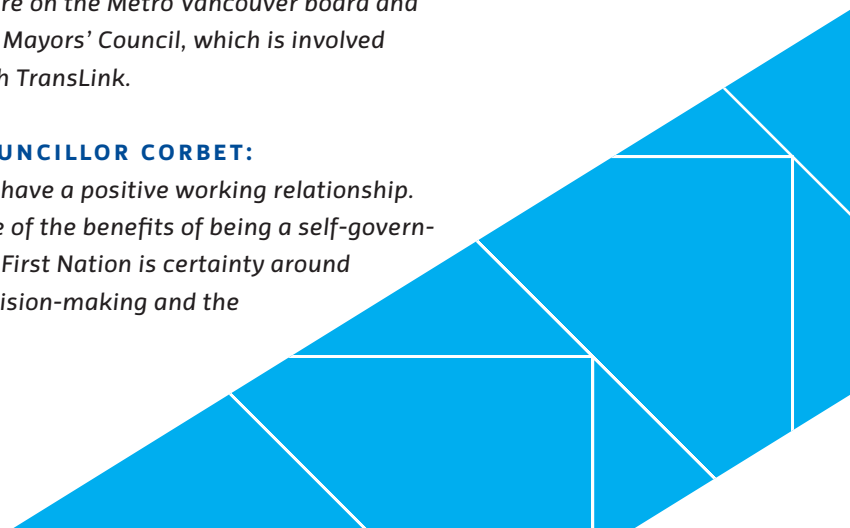 re on the Metro Vancouver board and
Mayors’ Council, which is involved
h TransLink.
UNCILLOR CORBET:
have a positive working relationship.
e of the benefits of being a self-govern-
First Nation is certainty around
ision-making and the